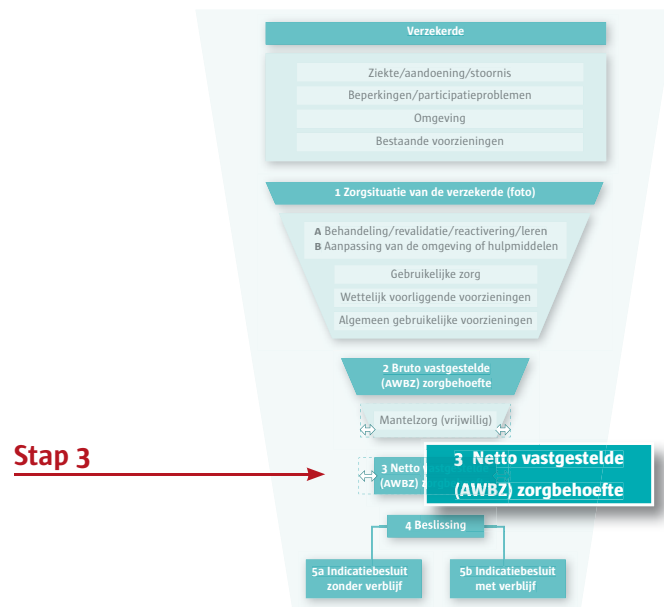 Verzekerde
Ziekte/aandoening/stoornis
Beperkingen/participatieproblemen
Omgeving
Bestaande voorzieningen
1 Zorgsituatie van de verzekerde (foto)
A Behandeling/revalidatie/reactivering/leren
B Aanpassing van de omgeving of hulpmiddelen
Gebruikelijke zorg
Wettelijk voorliggende voorzieningen
Algemeen gebruikelijke voorzieningen
2 Bruto vastgestelde
(AWBZ) zorgbehoefte
Mantelzorg (vrijwillig)
Stap 3
3 Netto
(AWBZ)
3 Netto vastgestelde
(AWBZ) zorgbehoefte
4 Beslissing
5a Indicatiebesluit
zonder verblijf
5b Indicatiebesluit
met verblijf